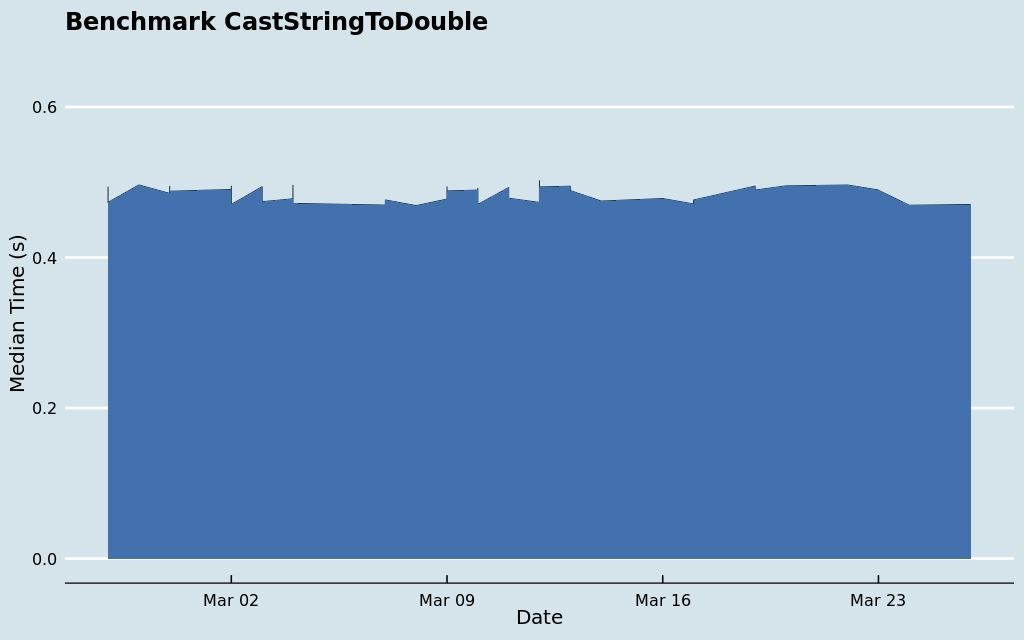 Benchmark CastStringToDouble
0.6
0.4
0.2
0.0
Median Time (s)
Mar 02
Mar 09
Mar 16
Mar 23
Date